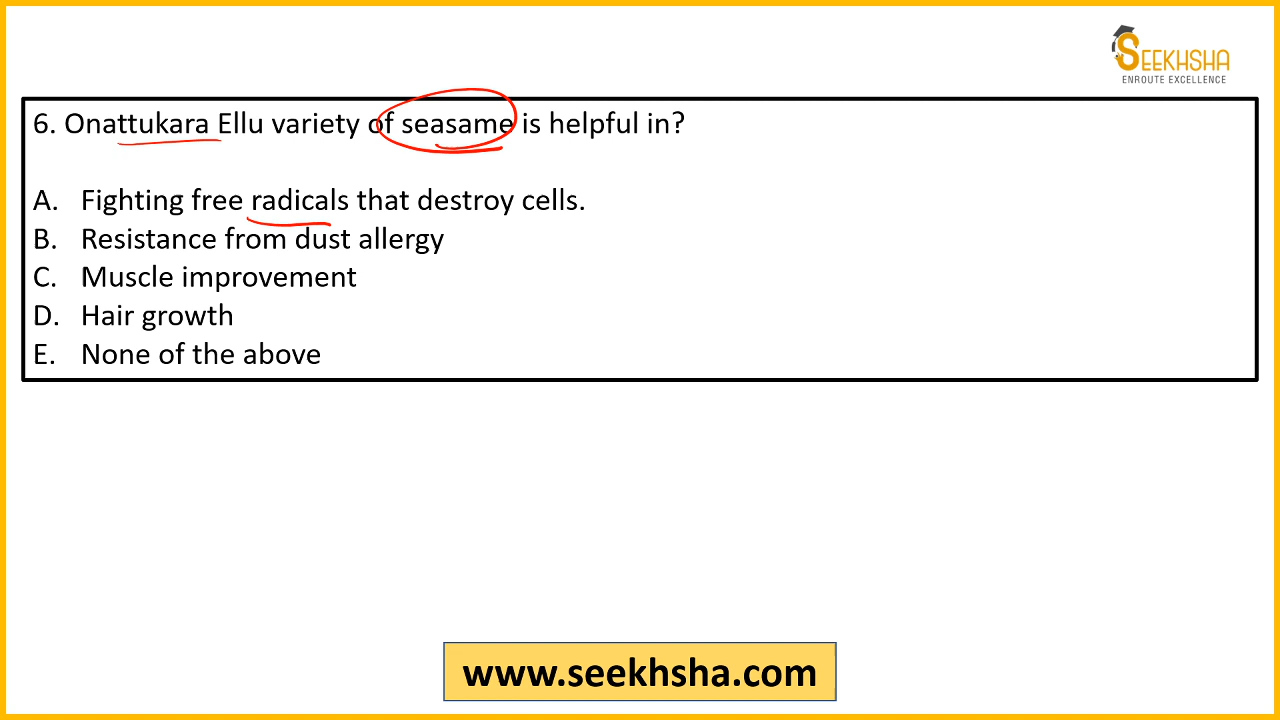 SEEKHSHA
ENROUTE EXCELLENCE
6. Onattukara Ellu variety of seasame is helpful in?
A. Fighting free radicals that destroy cells.
B. Resistance from dust allergy
C. Muscle improvement
D. Hair growth
E. None of the above
www.seekhsha.com